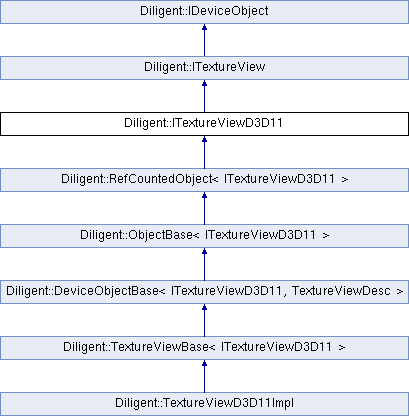 Diligent::IDeviceObject
Diligent::ITextureView
Diligent::ITextureViewD3D11
Diligent::RefCountedObject< ITextureViewD3D11 >
Diligent::ObjectBase< ITextureViewD3D11 >
Diligent::DeviceObjectBase< ITextureViewD3D11, TextureViewDesc >
Diligent::TextureViewBase< ITextureViewD3D11 >
Diligent::TextureViewD3D11Impl